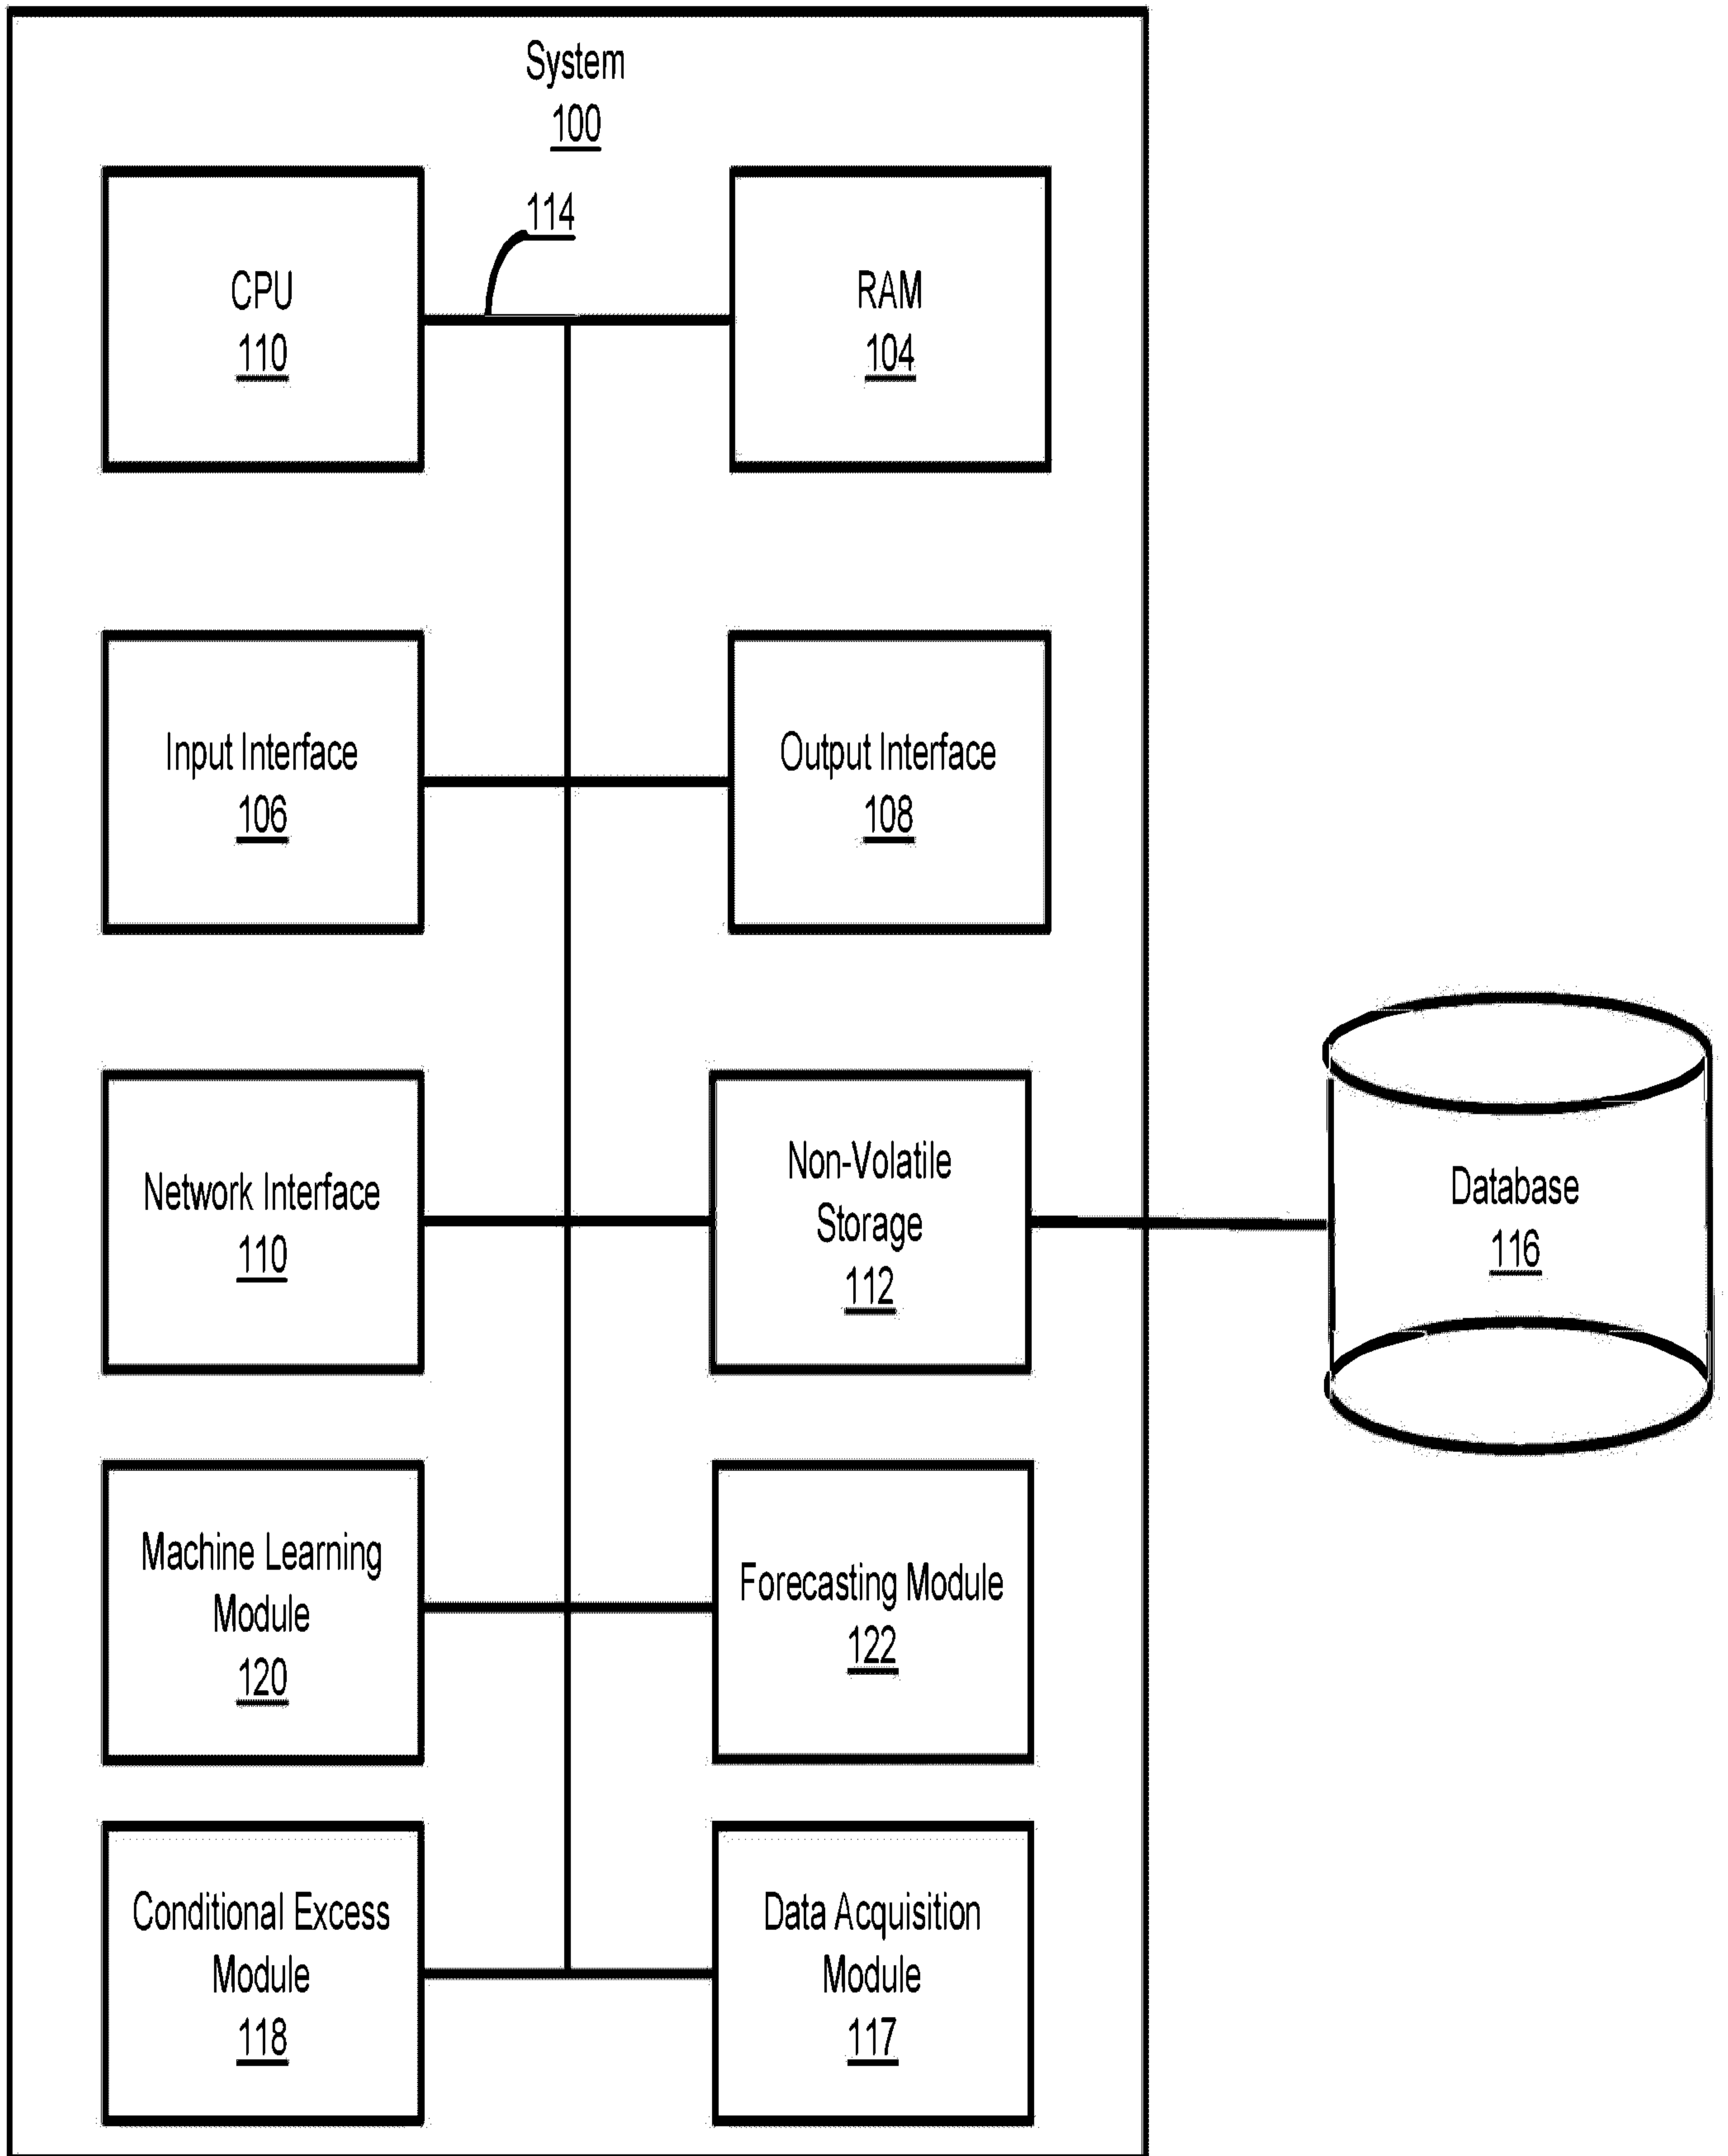 System
100
114
CPU
110
RAM
104
Input Interface
106
Output Interface
108
Network Interface
110
Non-Volatile
Storage
112
Database
116
Machine Learning
Module
120
Forecasting Module
122
Conditional Excess
Module
118
Data Acquisition
Module
117